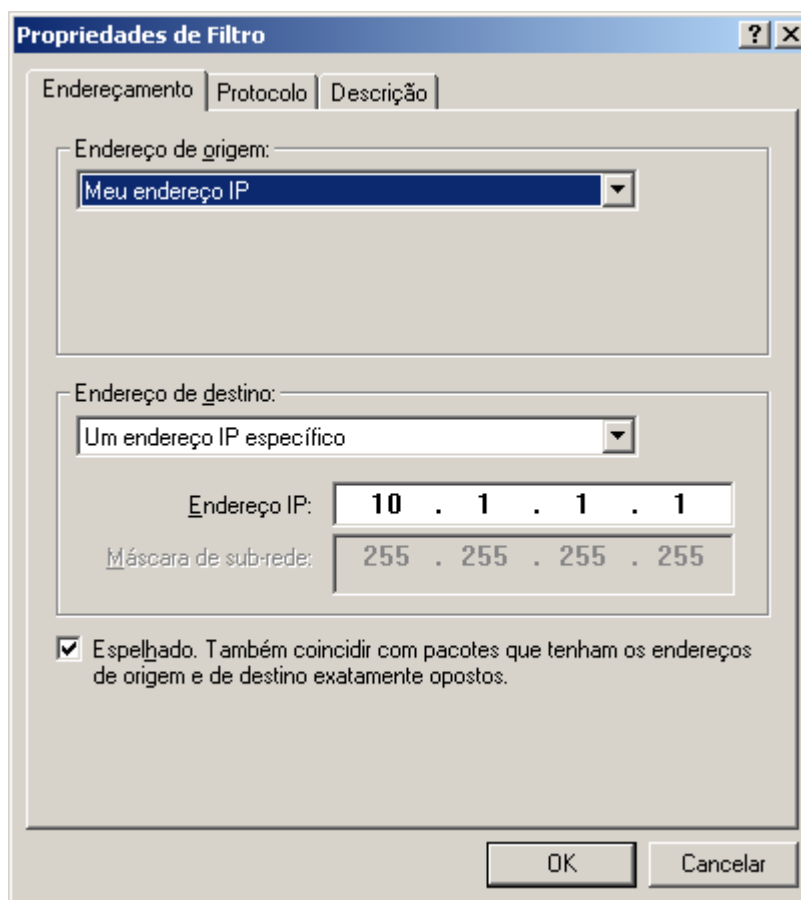 Propriedades de Filtro
Endereçamento Protocolo Descrição
Endereço de origem:
Meu endereço IP
Endereço de destino:
Um endereço IP específico
Endereço IP: 10 . 1 . 1 . 1
Máscara de sub-rede: 255 . 255 . 255 . 255
Espelhado. Também coincidir com pacotes que tenham os endereços
de origem e de destino exatamente opostos.
OK Cancelar